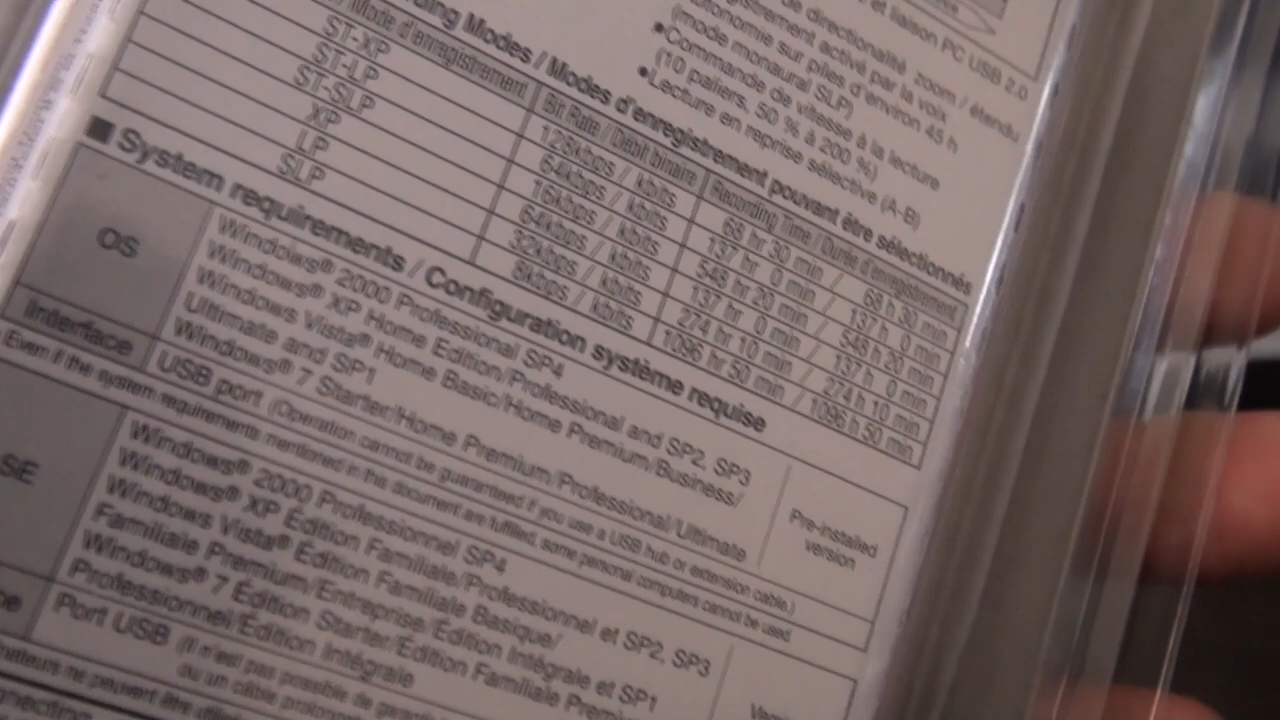 et liaison PC USB 2.0
de directionalité zoom / étendu
activé par la voix
autonomie sur piles d'environ 45 h
(mode monaural SLP)
•Commande de vitesse à la lecture
(10 paliers, 50 % à 200 %)
•Lecture en reprise sélective (A-B)
Modes / Modes d'enregistrement pouvant être sélectionnés
Mode d'enregistrement Bit Rate / Débit binaire Recording Time / Durée d'enregistrement
ST-XP 128kbps / kbits 68 hr 30 min / 68 h 30 min
ST-LP 64kbps / kbits 137 hr 0 min / 137 h 0 min
ST-SLP 16kbps / kbits 548 hr 20 min / 548 h 20 min
XP 64kbps / kbits 137 hr 0 min / 137 h 0 min
LP 32kbps / kbits 274 hr 10 min / 274 h 10 min
SLP 8kbps / kbits 1096 hr 50 min / 1096 h 50 min
■ System requirements / Configuration système requise
OS
Windows® 2000 Professional SP4
Windows® XP Home Edition/Professional and SP2, SP3
Windows Vista® Home Basic/Home Premium/Business/
Ultimate and SP1
Windows® 7 Starter/Home Premium/Professional/Ultimate
Pre-installed
version
Interface USB port (Operation cannot be guaranteed if you use a USB hub or extension cable.)
Even if the system requirements mentioned in this document are fulfilled, some personal computers cannot be used
SE
Windows® 2000 Professionnel SP4
Windows® XP Édition Familiale/Professionnel et SP2, SP3
Windows Vista® Édition Familiale Basique/
Familiale Premium/Entreprise/Édition Intégrale et SP1
Windows® 7 Édition Starter/Édition Familiale
Professionnel/Édition Intégrale
Port USB (Il n'est pas possible de
ou un câble
ne peuvent être